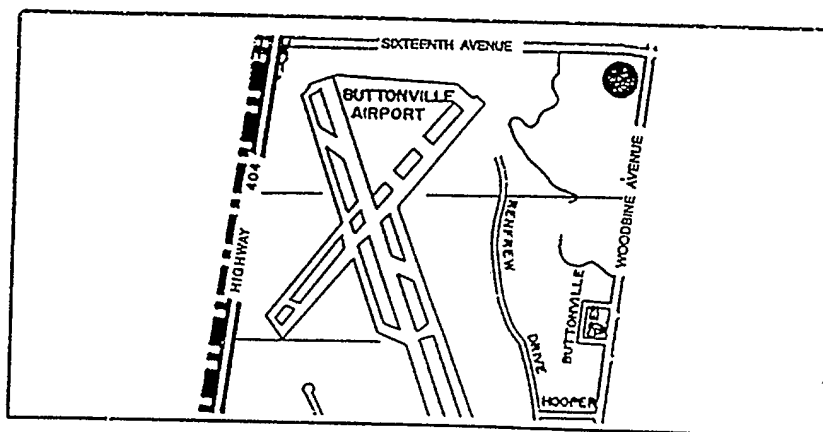 SIXTEENTH AVENUE
BUTTONVILLE
AIRPORT
404
HIGHWAY
RENFREW
DRIVE
WOODBINE AVENUE
BUTTONVILLE
HOOPER